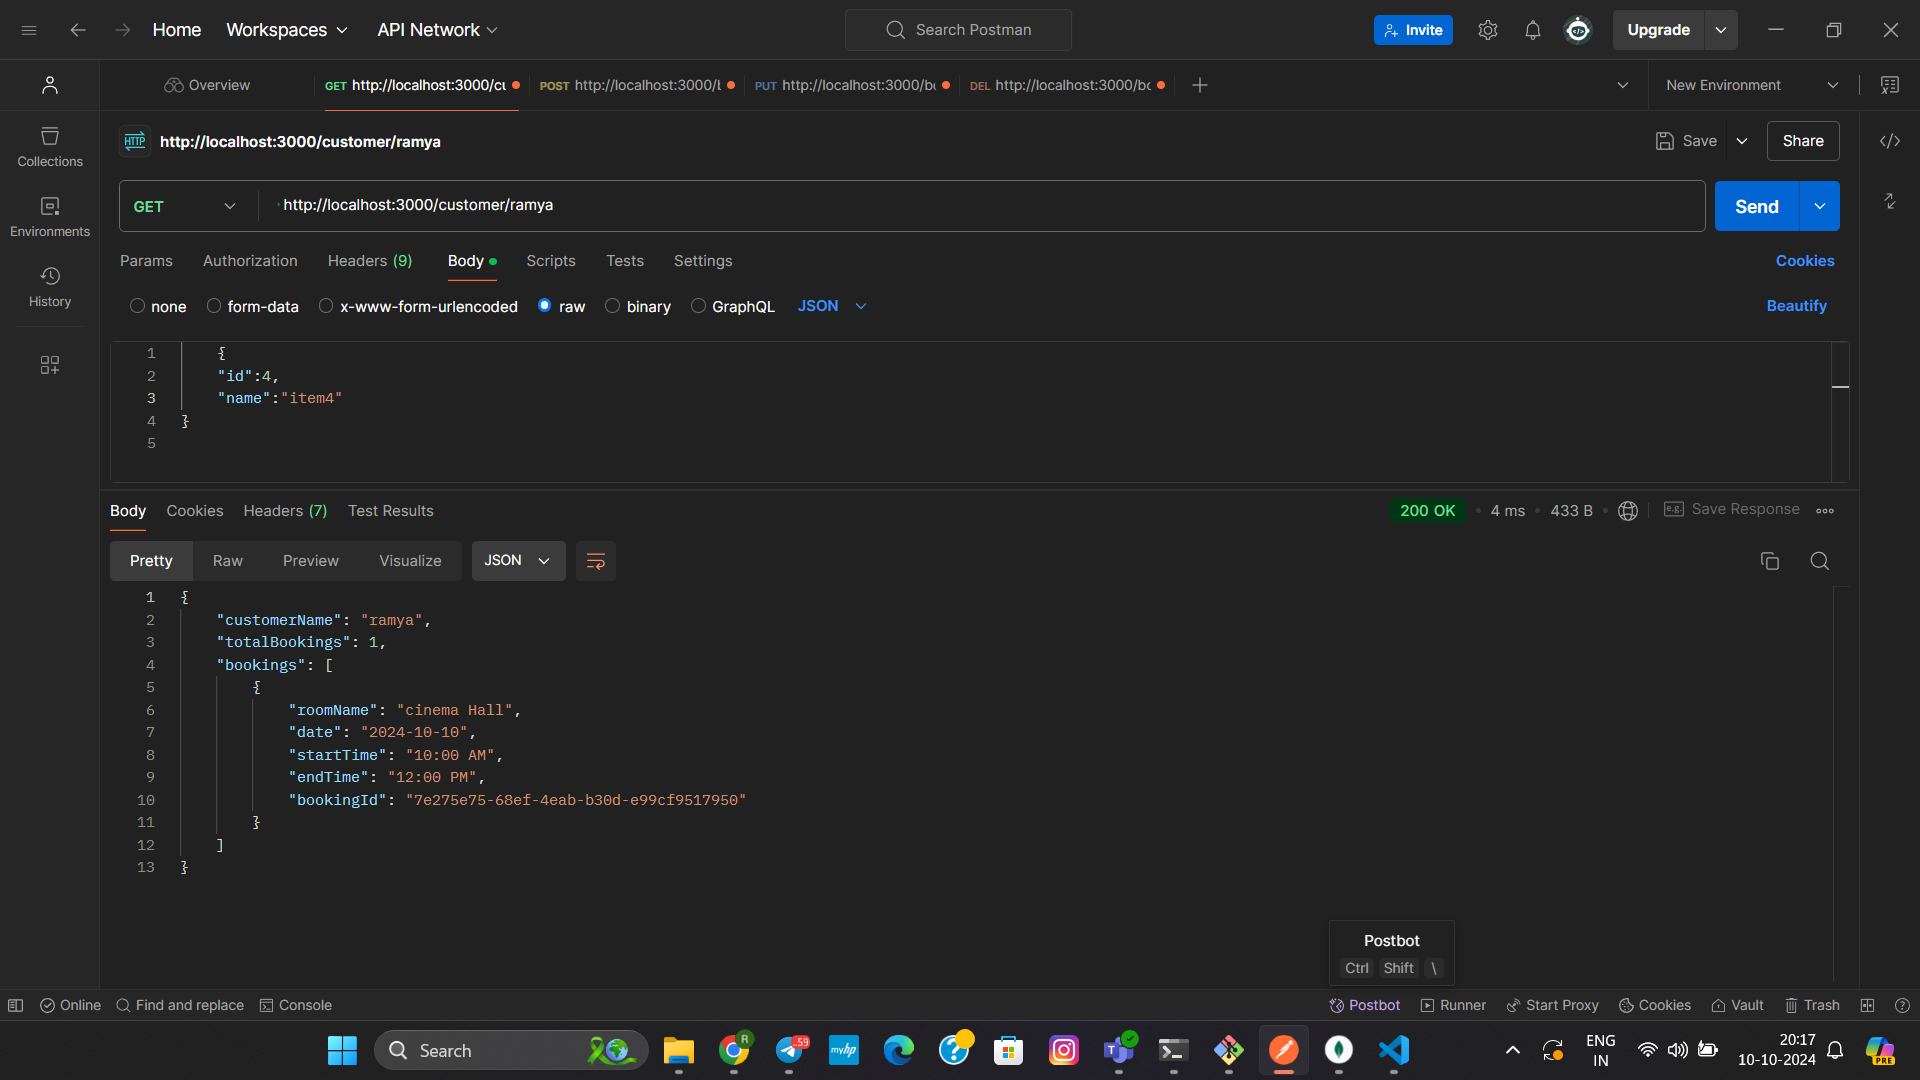 Home Workspaces API Network Search Postman Invite Upgrade
Overview GET http://localhost:3000/cu POST http://localhost:3000/b PUT http://localhost:3000/bo DEL http://localhost:3000/bo New Environment
Collections
Environments
History
HTTP http://localhost:3000/customer/ramya Save Share
GET http://localhost:3000/customer/ramya Send
Params Authorization Headers (9) Body Scripts Tests Settings Cookies
none form-data x-www-form-urlencoded raw binary GraphQL JSON Beautify
1 {
2 "id":4,
3 "name":"item4"
4 }
5
Body Cookies Headers (7) Test Results 200 OK 4 ms 433 B e.g. Save Response
Pretty Raw Preview Visualize JSON
1 {
2 "customerName": "ramya",
3 "totalBookings": 1,
4 "bookings": [
5 {
6 "roomName": "cinema Hall",
7 "date": "2024-10-10",
8 "startTime": "10:00 AM",
9 "endTime": "12:00 PM",
10 "bookingId": "7e275e75-68ef-4eab-b30d-e99cf9517950"
11 }
12 ]
13 }
Postbot
Ctrl Shift \
Online Find and replace Console Postbot Runner Start Proxy Cookies Vault Trash
Search R 59 myhp T ENG 20:17
IN 10-10-2024 PRE